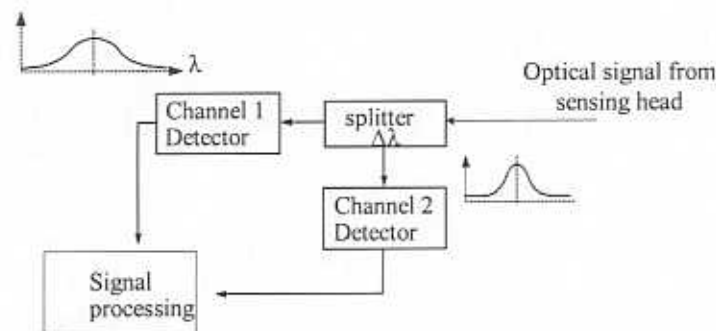 λ
Optical signal from
sensing head
Channel 1
Detector
splitter
Δλ
Channel 2
Detector
Signal
processing